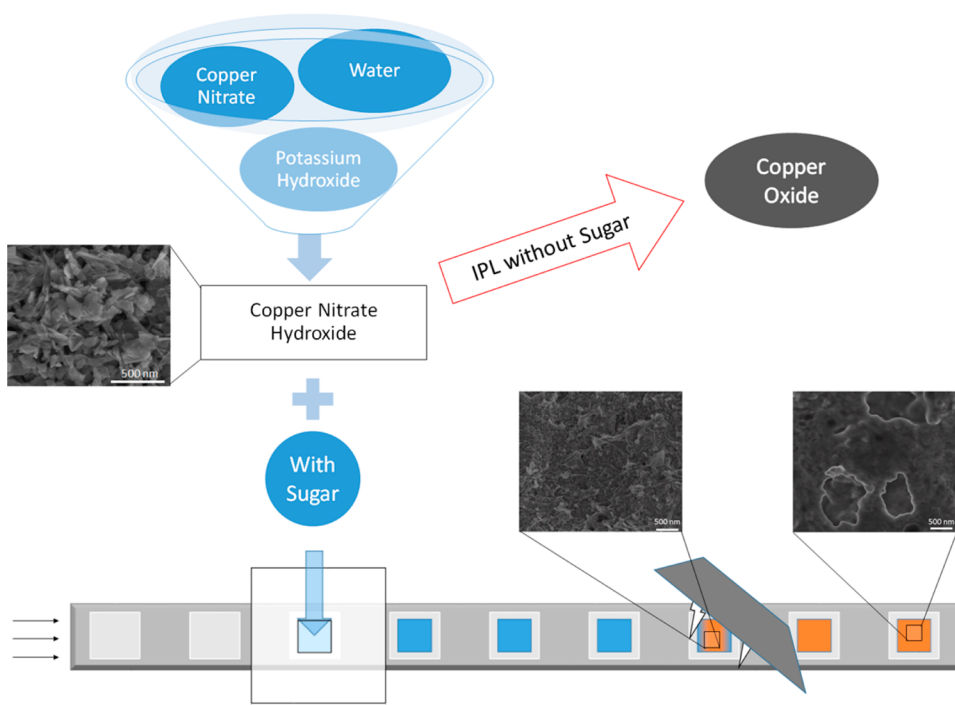 Copper
Nitrate
Water
Potassium
Hydroxide
Copper
Oxide
IPL without Sugar
Copper Nitrate
Hydroxide
500 nm
With
Sugar
500 nm
500 nm